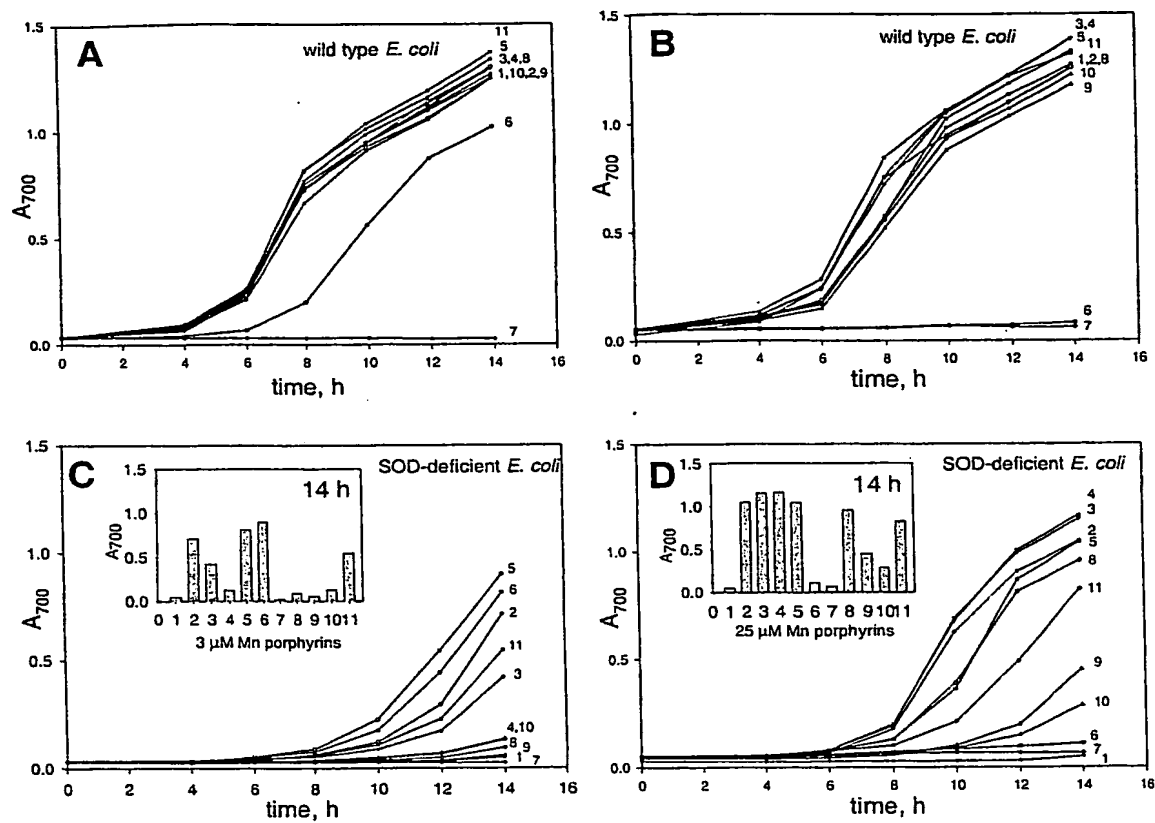 A
wild type E. coli
1.5
1.0
0.5
0.0
A700
0 2 4 6 8 10 12 14 16
time, h
11
5
3,4,8
1,10,2,9
6
7
B
wild type E. coli
1.5
1.0
0.5
0.0
A700
0 2 4 6 8 10 12 14 16
time, h
3,4
5 11
1,2,8
10
9
6
7
C
SOD-deficient E. coli
1.5
1.0
0.5
0.0
A700
0 2 4 6 8 10 12 14 16
time, h
14 h
1.5
1.0
0.5
0.0
A700
0 1 2 3 4 5 6 7 8 9 10 11
3 µM Mn porphyrins
5
6
2
11
3
4,10
8 9
1 7
D
SOD-deficient E. coli
1.5
1.0
0.5
0.0
A700
0 2 4 6 8 10 12 14 16
time, h
14 h
1.5
1.0
0.5
0.0
A700
0 1 2 3 4 5 6 7 8 9 10 11
25 µM Mn porphyrins
4
3
2
5
8
11
9
10
6
7
1